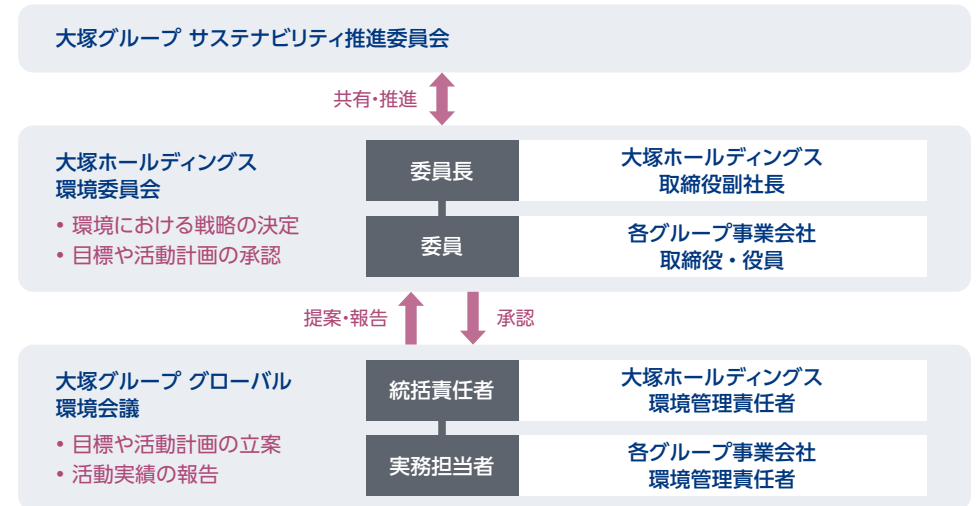 大塚グループ サステナビリティ推進委員会
共有・推進
大塚ホールディングス
環境委員会
• 環境における戦略の決定
• 目標や活動計画の承認
委員長
大塚ホールディングス
取締役副社長
委員
各グループ事業会社
取締役・役員
提案・報告
承認
大塚グループ グローバル
環境会議
• 目標や活動計画の立案
• 活動実績の報告
統括責任者
大塚ホールディングス
環境管理責任者
実務担当者
各グループ事業会社
環境管理責任者